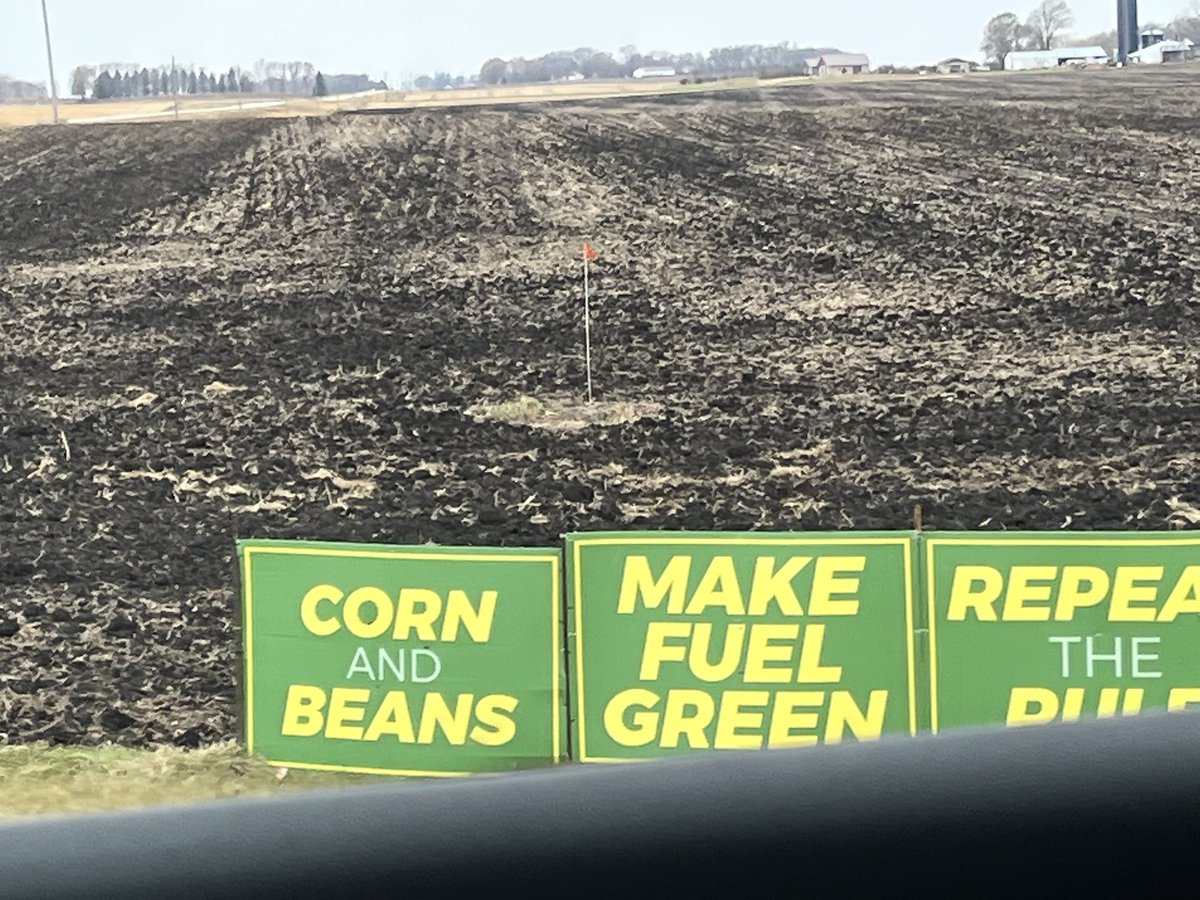 CORN
AND
BEANS
MAKE
FUEL
GREEN
THE